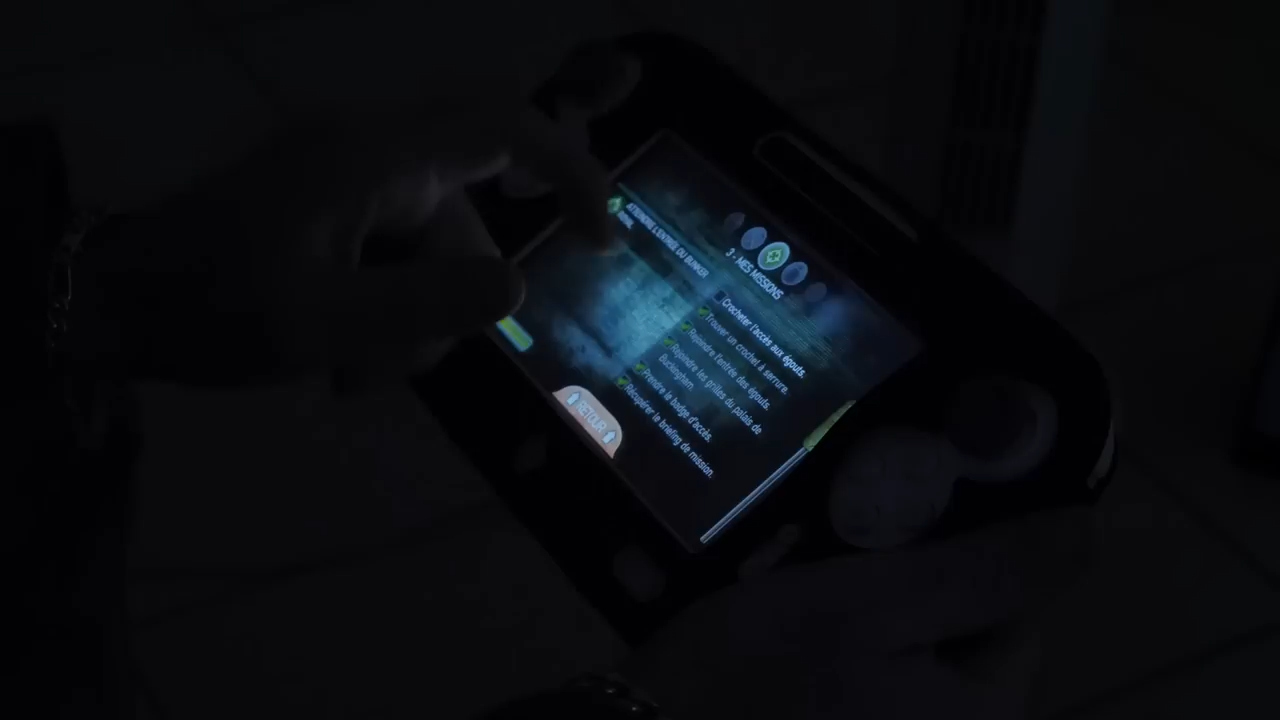 3 - MES MISSIONS
ATTEINDRE L'ENTRÉE DU BUNKER
ROYAL
Crocheter l'accès aux égouts.
Trouver un crochet à serrure.
Rejoindre l'entrée des égouts.
Rejoindre les grilles du palais de
Buckingham.
Prendre le badge d'accès.
Récupérer le briefing de mission.
RETOUR